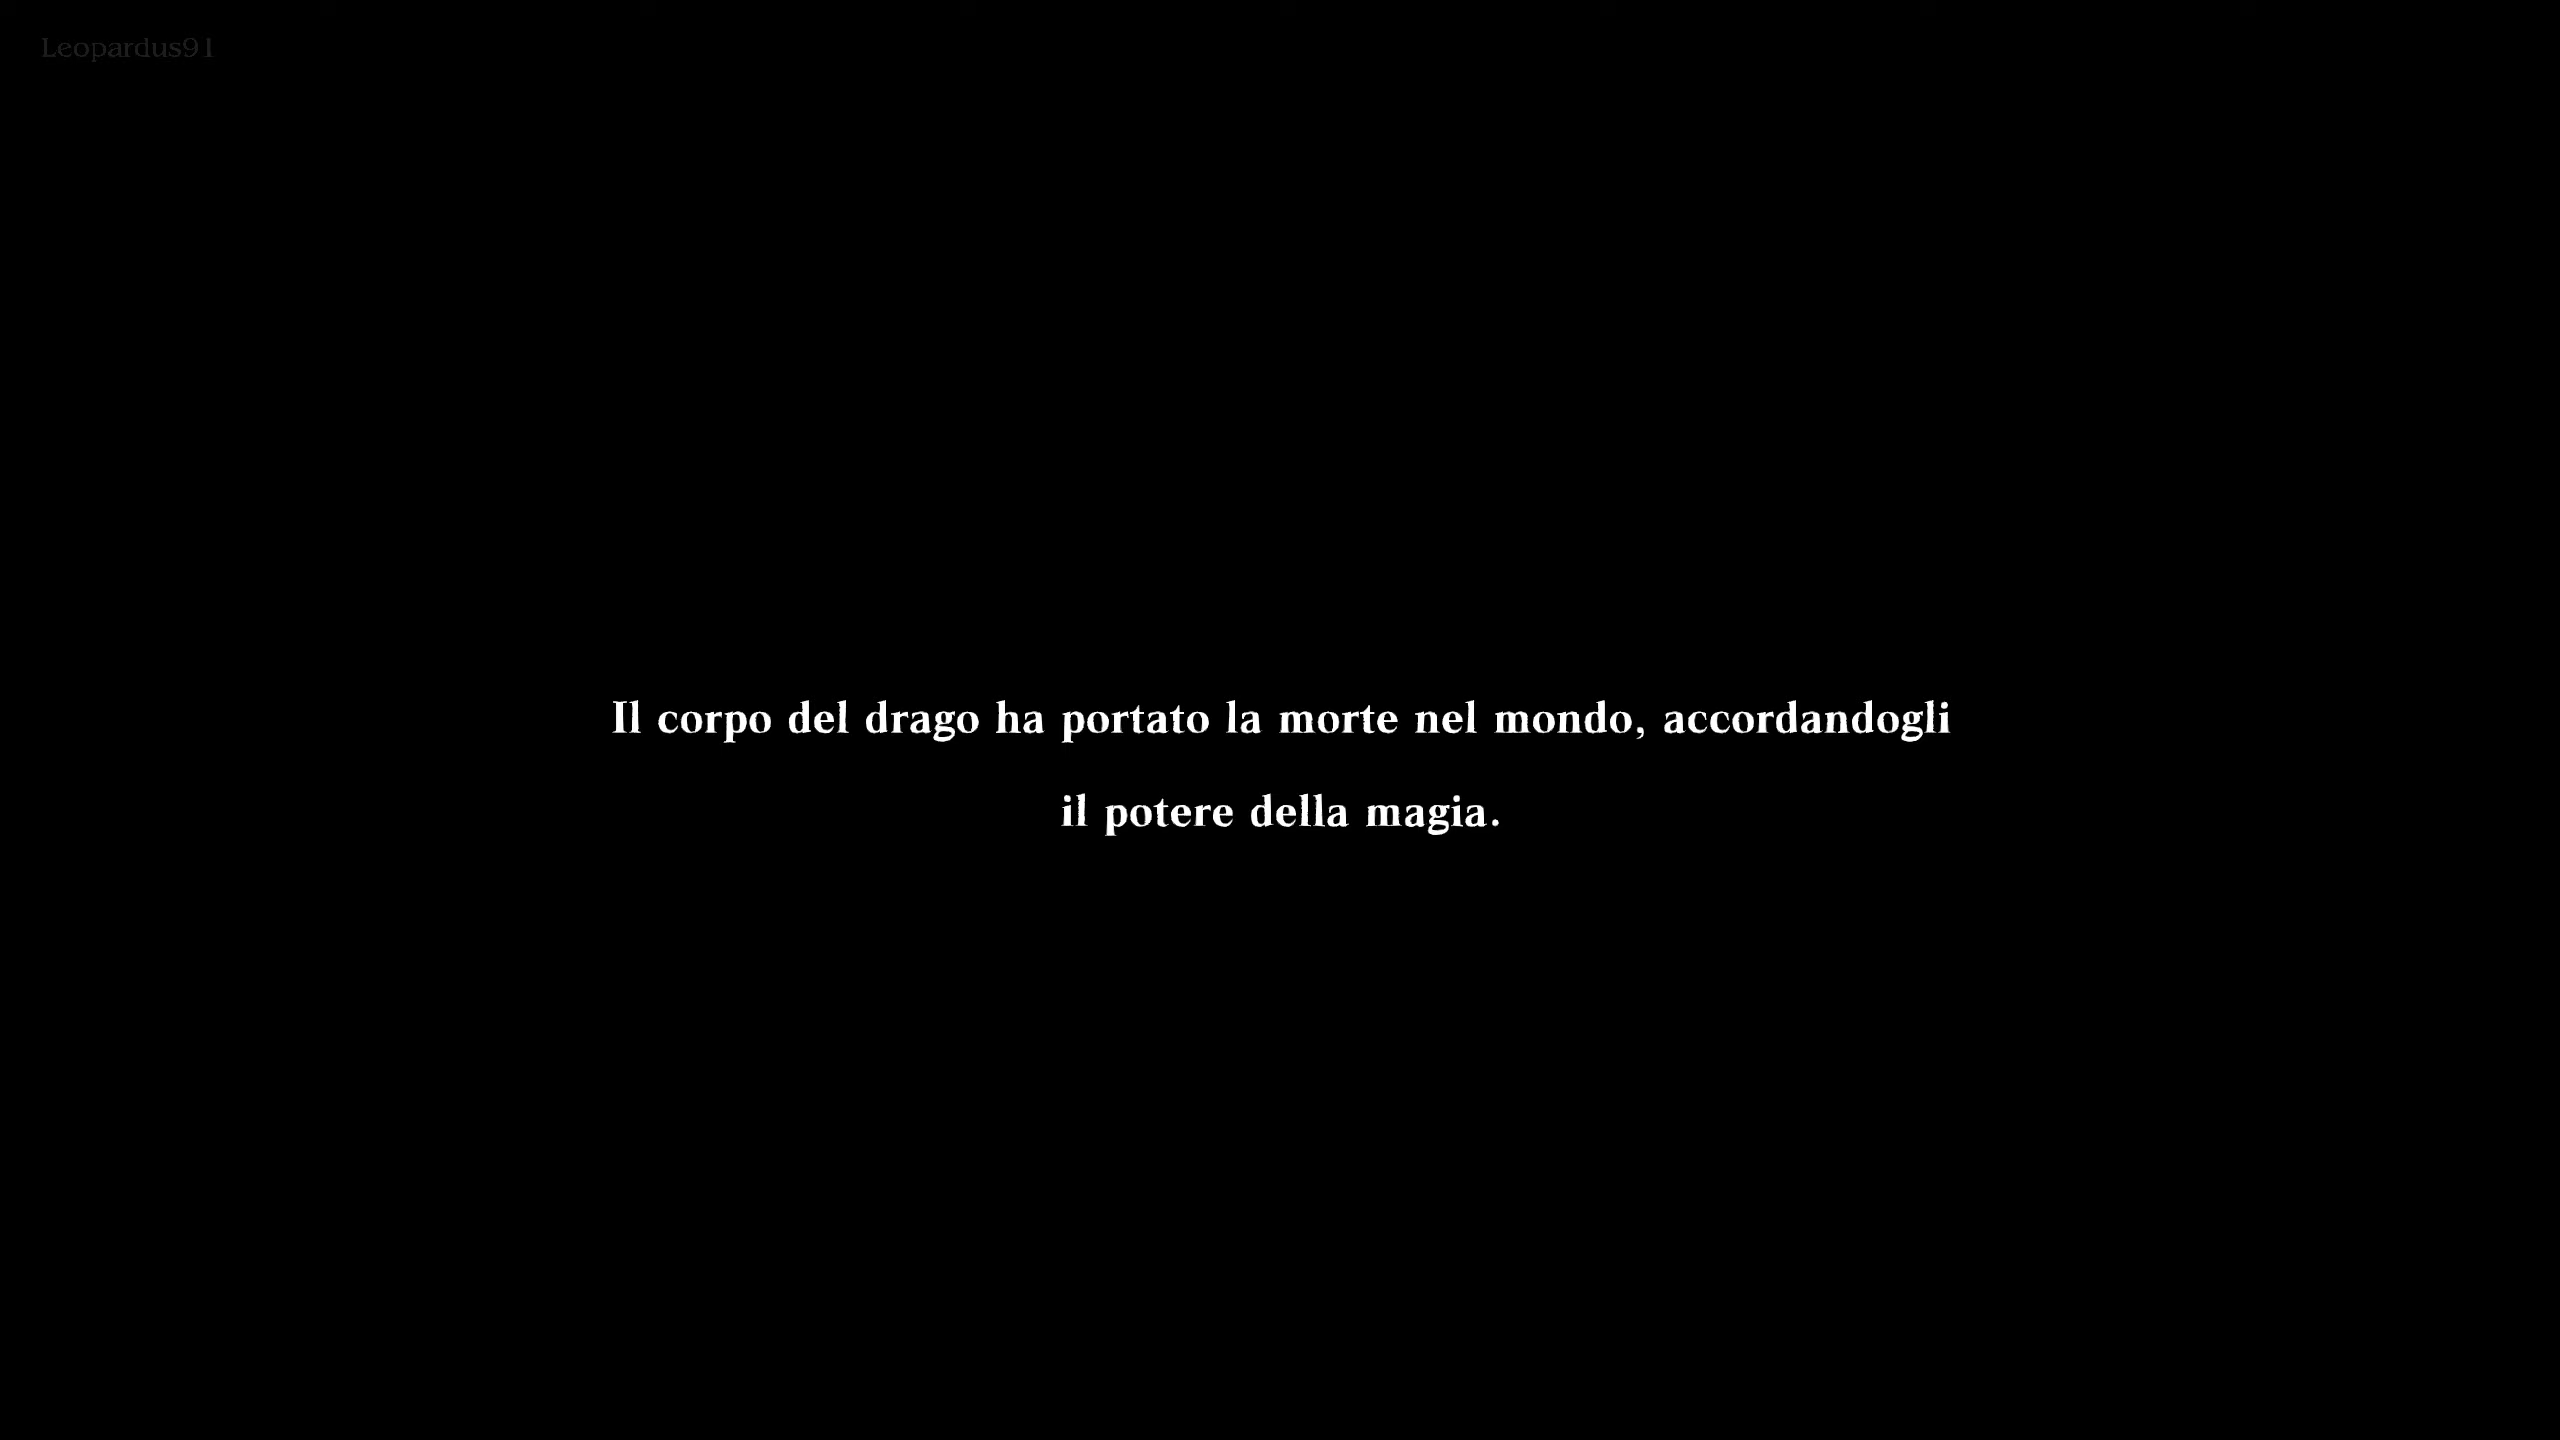 Leopardus91
Il corpo del drago ha portato la morte nel mondo, accordandogli
il potere della magia.